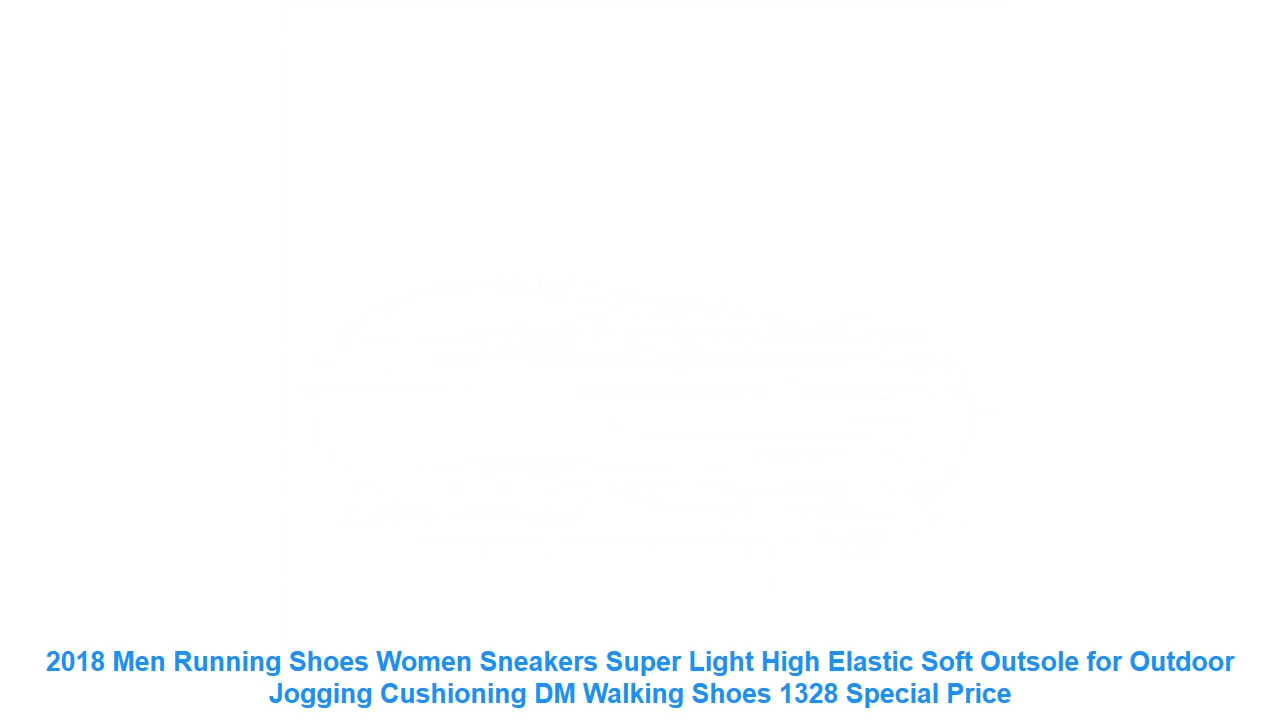 2018 Men Running Shoes Women Sneakers Super Light High Elastic Soft Outsole for Outdoor
Jogging Cushioning DM Walking Shoes 1328 Special Price